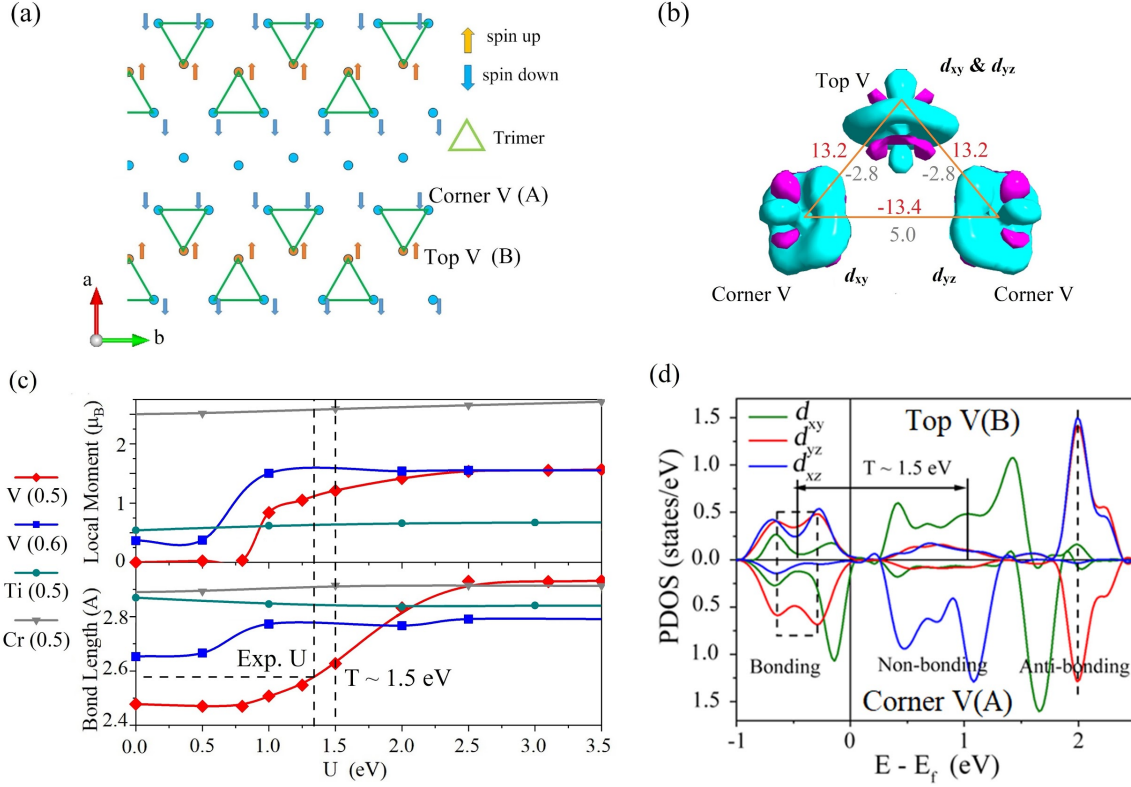 (a)
spin up
spin down
Trimer
Corner V (A)
Top V (B)
a
b
(b)
Top V
dxy & dyz
13.2
13.2
-2.8
-2.8
-13.4
5.0
dxy
dyz
Corner V
Corner V
(c)
V (0.5)
V (0.6)
Ti (0.5)
Cr (0.5)
Local Moment (μB)
2
1
0
Bond Length (A)
2.8
2.6
2.4
Exp. U
T ~ 1.5 eV
0.0 0.5 1.0 1.5 2.0 2.5 3.0 3.5
U (eV)
(d)
PDOS (states/eV)
1.5
1.0
0.5
0.0
0.5
1.0
1.5
dxy
dyz
dxz
Top V(B)
T ~ 1.5 eV
Bonding
Non-bonding
Anti-bonding
Corner V(A)
-1 0 1 2
E - Ef (eV)